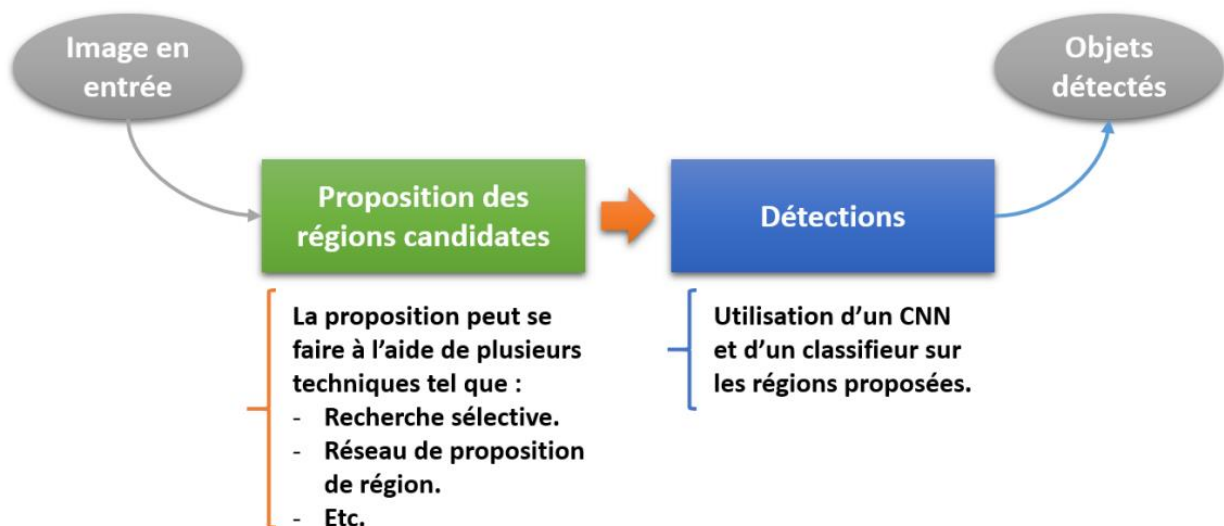 Image en
entrée
Objets
détectés
Proposition des
régions candidates
Détections
La proposition peut se
faire à l’aide de plusieurs
techniques tel que :
- Recherche sélective.
- Réseau de proposition
de région.
- Etc.
Utilisation d’un CNN
et d’un classifieur sur
les régions proposées.